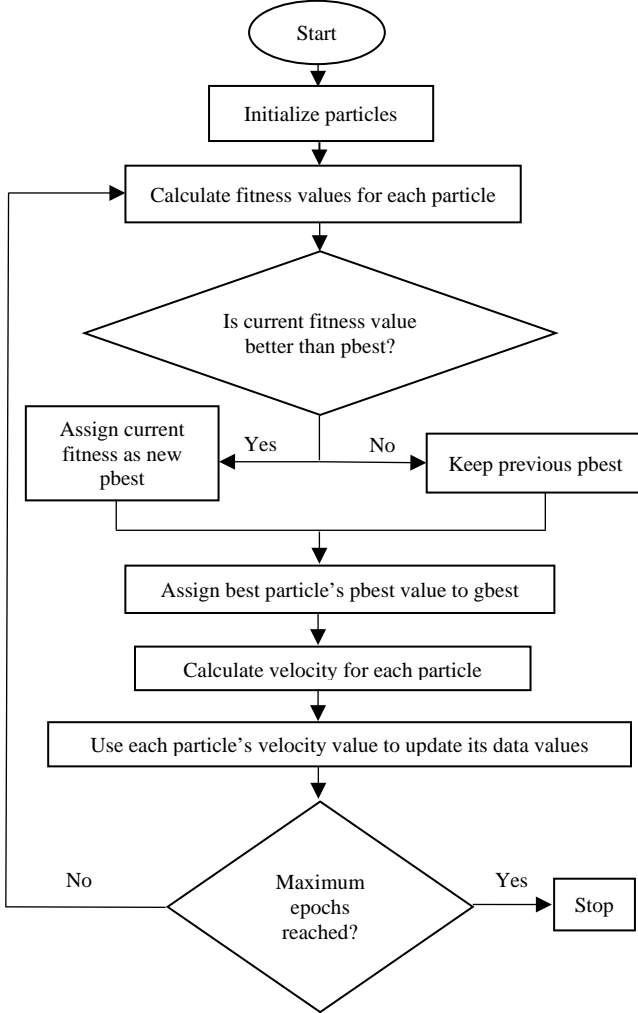 Start
Initialize particles
Calculate fitness values for each particle
Is current fitness value
better than pbest?
Assign current
fitness as new
pbest
Yes
No
Keep previous pbest
Assign best particle’s pbest value to gbest
Calculate velocity for each particle
Use each particle’s velocity value to update its data values
No
Maximum
epochs
reached?
Yes
Stop